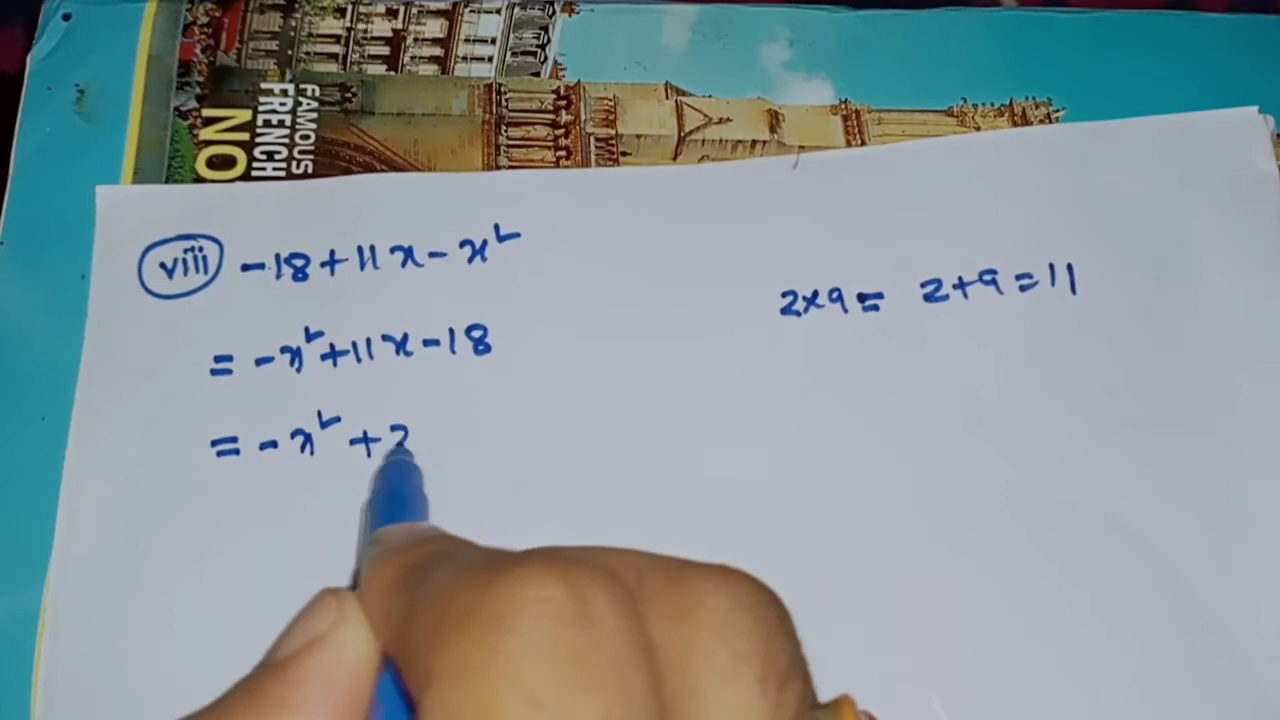 FAMOUS
FRENCH
NO
viii -18+11x-x²
= -x²+11x-18
= -x²+2
2×9= 2+9=11